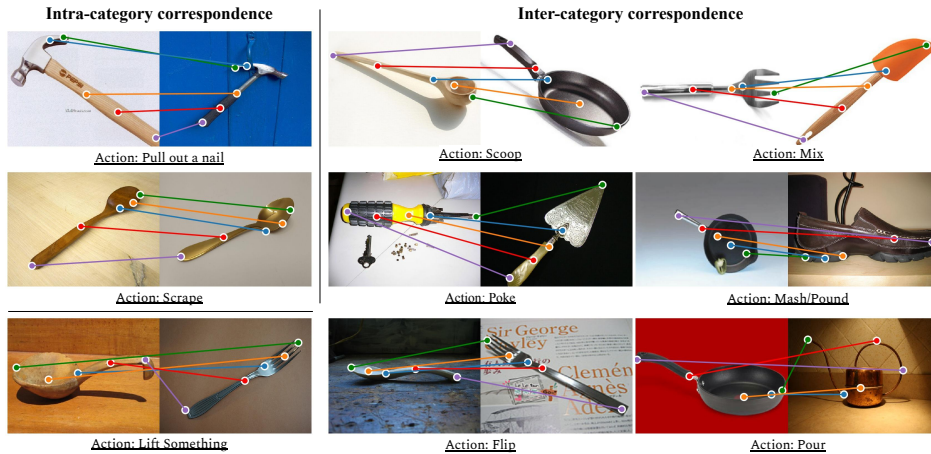 Intra-category correspondence
Inter-category correspondence
Action: Pull out a nail
Action: Scoop
Action: Mix
Action: Scrape
Action: Poke
Action: Mash/Pound
Sir George
Clemén
Action: Lift Something
Action: Flip
Action: Pour